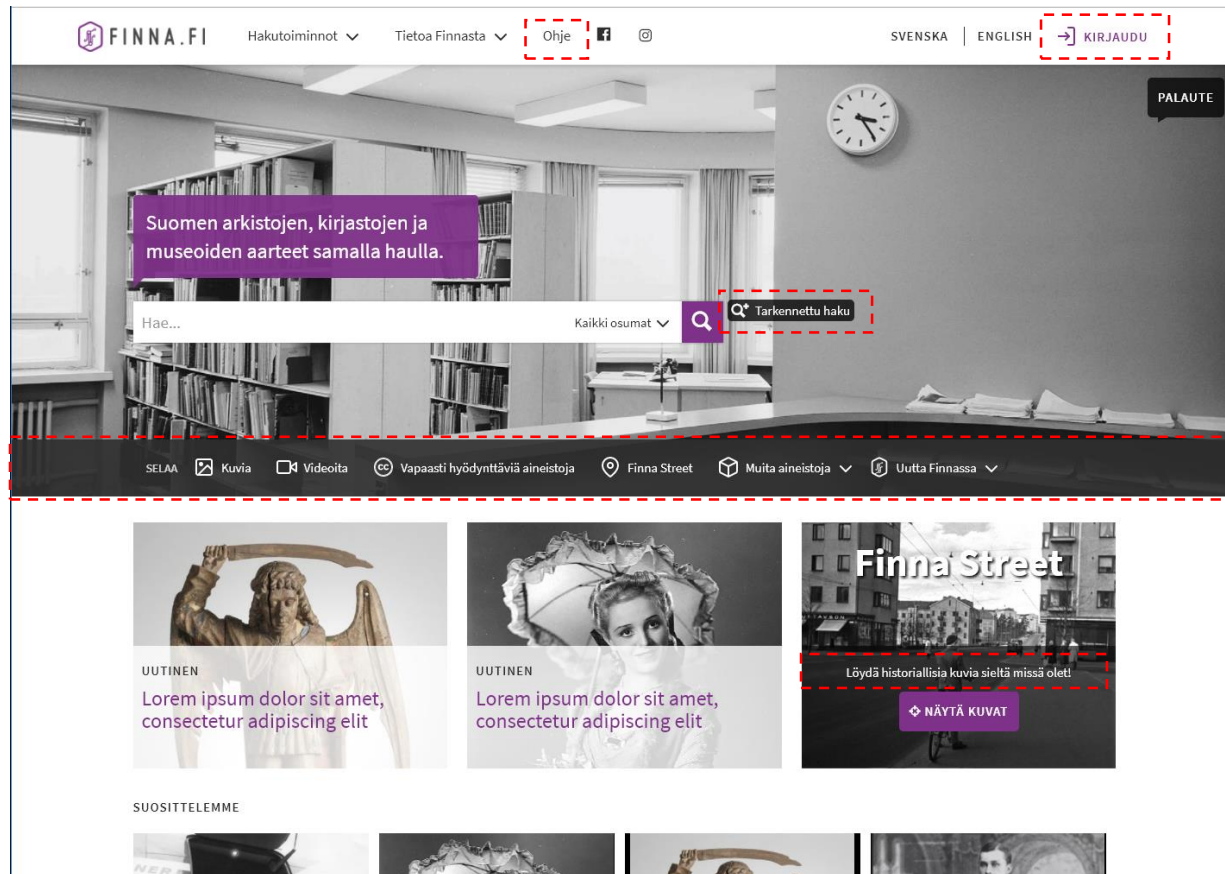 FINNA.FI
Hakutoiminnot
Tietoa Finnasta
Ohje
SVENSKA | ENGLISH
KIRJAUDU
PALAUTE
Suomen arkistojen, kirjastojen ja
museoiden aarteet samalla haulla.
Hae...
Kaikki osumat
Tarkennettu haku
SELAA
Kuvia
Videoita
cc Vapaasti hyödynttäviä aineistoja
Finna Street
Muita aineistoja
Uutta Finnassa
UUTINEN
Lorem ipsum dolor sit amet,
consectetur adipiscing elit
UUTINEN
Lorem ipsum dolor sit amet,
consectetur adipiscing elit
Finna Street
Löydä historiallisia kuvia sieltä missä olet!
NÄYTÄ KUVAT
SUOSITTELEMME